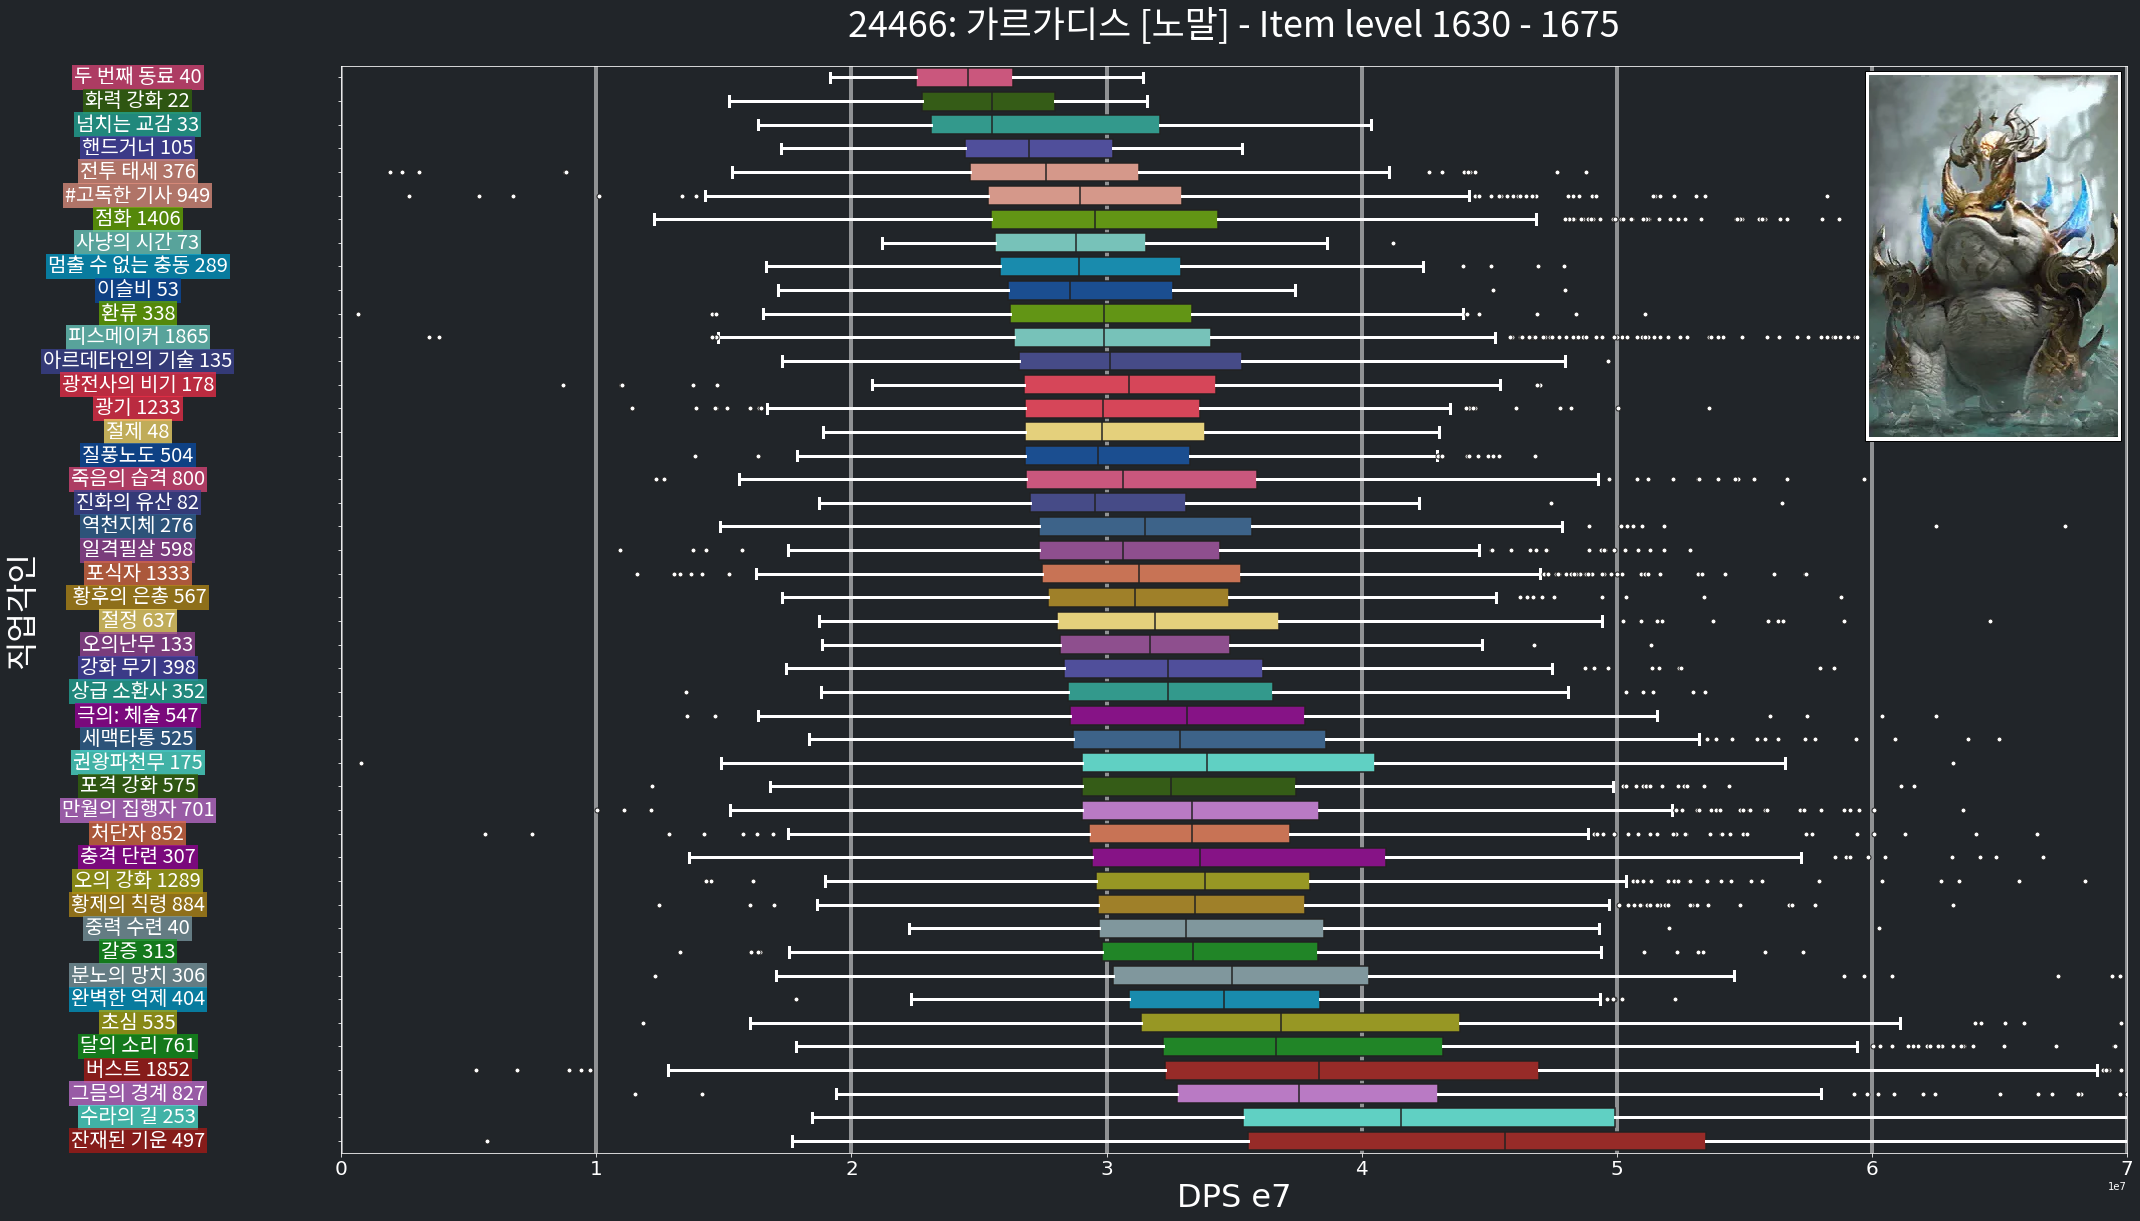 24466: 가르가디스 [노말] - Item level 1630 - 1675
두 번째 동료 40
화력 강화 22
넘치는 교감 33
핸드거너 105
전투 태세 376
#고독한 기사 949
점화 1406
사냥의 시간 73
멈출 수 없는 충동 289
이슬비 53
환류 338
피스메이커 1865
아르데타인의 기술 135
광전사의 비기 178
광기 1233
절제 48
질풍노도 504
죽음의 습격 800
진화의 유산 82
역천지체 276
일격필살 598
포식자 1333
황후의 은총 567
절정 637
오의난무 133
강화 무기 398
상급 소환사 352
극의: 체술 547
세맥타통 525
권왕파천무 175
포격 강화 575
만월의 집행자 701
처단자 852
충격 단련 307
오의 강화 1289
황제의 칙령 884
중력 수련 40
갈증 313
분노의 망치 306
완벽한 억제 404
초심 535
달의 소리 761
버스트 1852
그믐의 경계 827
수라의 길 253
잔재된 기운 497
직업각인
0 1 2 3 4 5 6 7
1e7
DPS e7